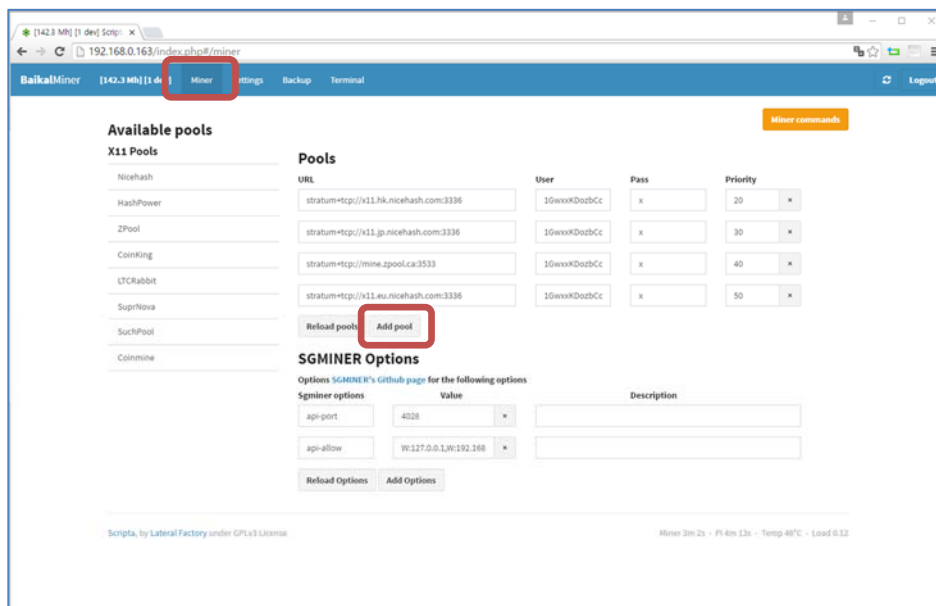 [142.3 Mh] [1 dev] Script
192.168.0.163/index.php#/miner
BaikalMiner [142.3 Mh] [1 de ] Miner ettings Backup Terminal Logout
Miner commands
Available pools
X11 Pools
Nicehash
HashPower
ZPool
CoinKing
LTCRabbit
SuprNova
SuchPool
Coinmine
Pools
URL User Pass Priority
stratum+tcp://x11.hk.nicehash.com:3336 1GwxxKDozbCc x 20 ×
stratum+tcp://x11.jp.nicehash.com:3336 1GwxxKDozbCc x 30 ×
stratum+tcp://mine.zpool.ca:3533 1GwxxKDozbCc x 40 ×
stratum+tcp://x11.eu.nicehash.com:3336 1GwxxKDozbCc x 50 ×
Reload pools Add pool
SGMINER Options
Options SGMINER's Github page for the following options
Sgminer options Value Description
api-port 4028 ×
api-allow W:127.0.0.1,W:192.168 ×
Reload Options Add Options
Scripta, by Lateral Factory under GPLv3 License
Miner 3m 2s - Pi 4m 13s - Temp 48°C - Load 0.12